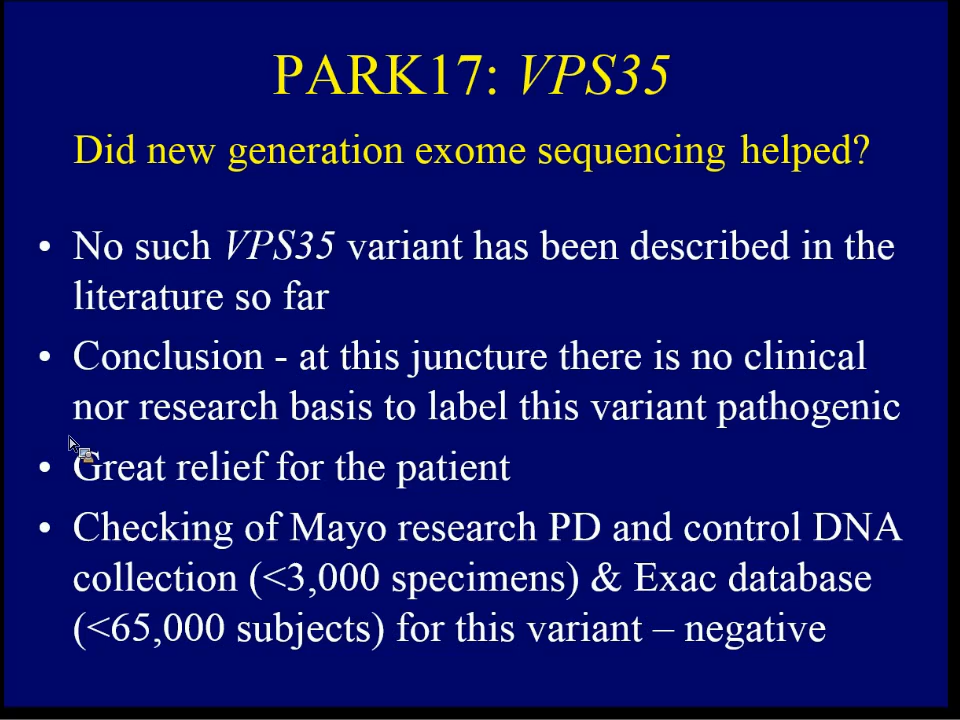 PARK17: VPS35
Did new generation exome sequencing helped?
• No such VPS35 variant has been described in the
literature so far
• Conclusion - at this juncture there is no clinical
nor research basis to label this variant pathogenic
• Great relief for the patient
• Checking of Mayo research PD and control DNA
collection (<3,000 specimens) & Exac database
(<65,000 subjects) for this variant – negative